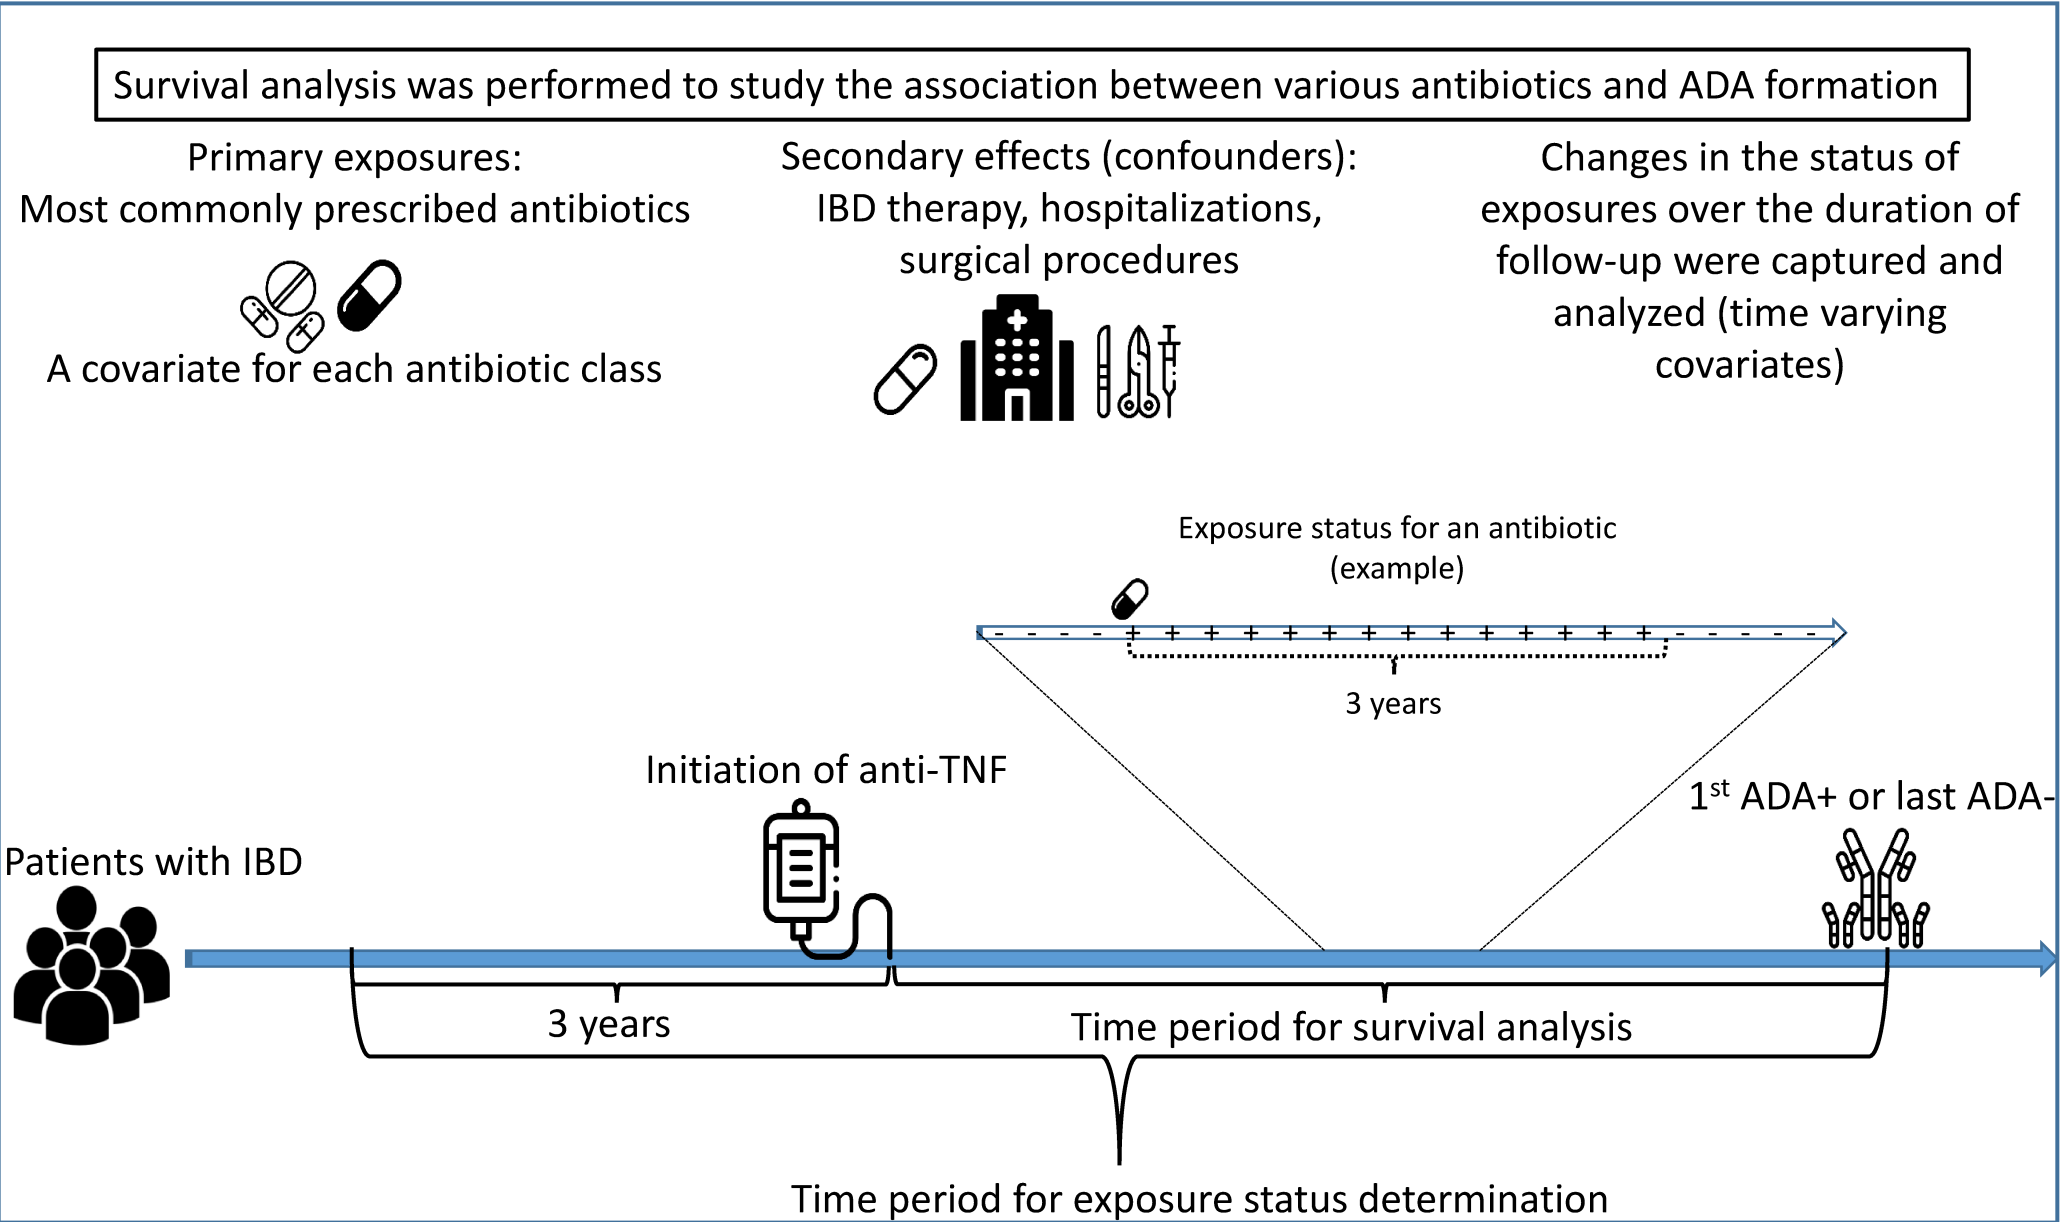 Survival analysis was performed to study the association between various antibiotics and ADA formation
Primary exposures:
Most commonly prescribed antibiotics
A covariate for each antibiotic class
Secondary effects (confounders):
IBD therapy, hospitalizations,
surgical procedures
Changes in the status of
exposures over the duration of
follow-up were captured and
analyzed (time varying
covariates)
Exposure status for an antibiotic
(example)
- - - - + + + + + + + + + + + + + + - - - - -
3 years
Initiation of anti-TNF
1st ADA+ or last ADA-
Patients with IBD
3 years
Time period for survival analysis
Time period for exposure status determination